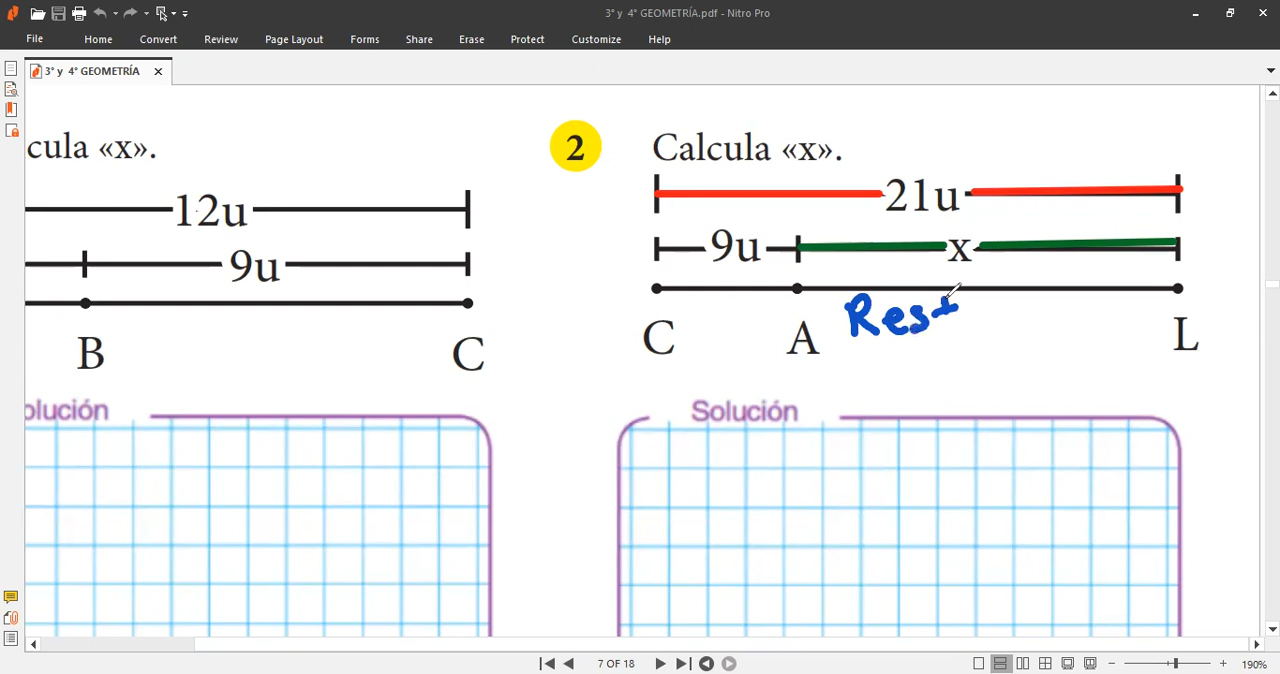 3° y 4° GEOMETRÍA.pdf - Nitro Pro
File Home Convert Review Page Layout Forms Share Erase Protect Customize Help
3° y 4° GEOMETRÍA
cula «x».
12u
9u
B C
olución
2
Calcula «x».
21u
9u x
C A L
Rest
Solución
7 OF 18
190%